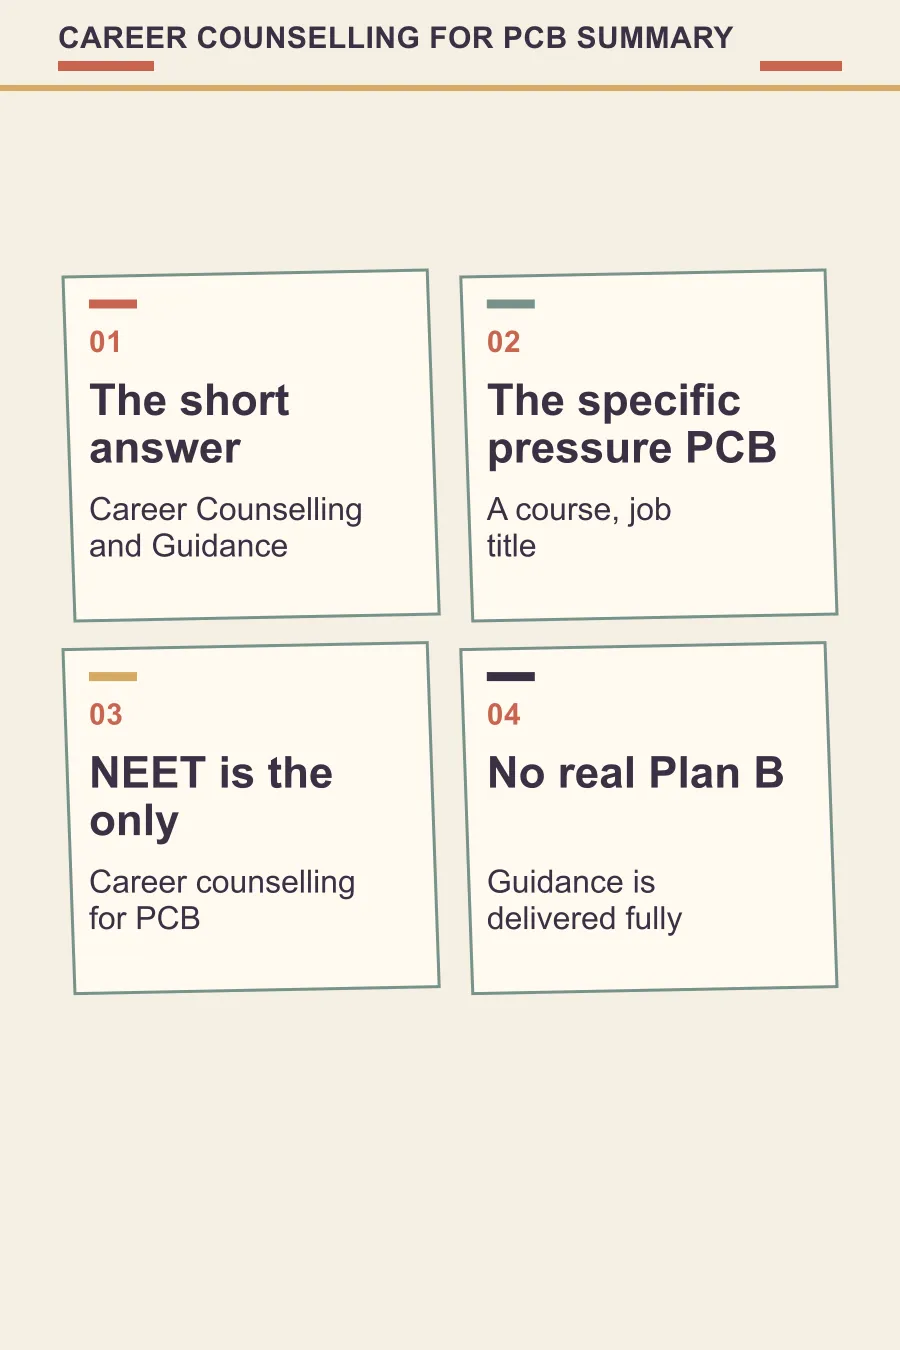 CAREER COUNSELLING FOR PCB SUMMARY
01
The short
answer
Career Counselling
and Guidance
02
The specific
pressure PCB
A course, job
title
03
NEET is the
only
Career counselling
for PCB
04
No real Plan B
Guidance is
delivered fully